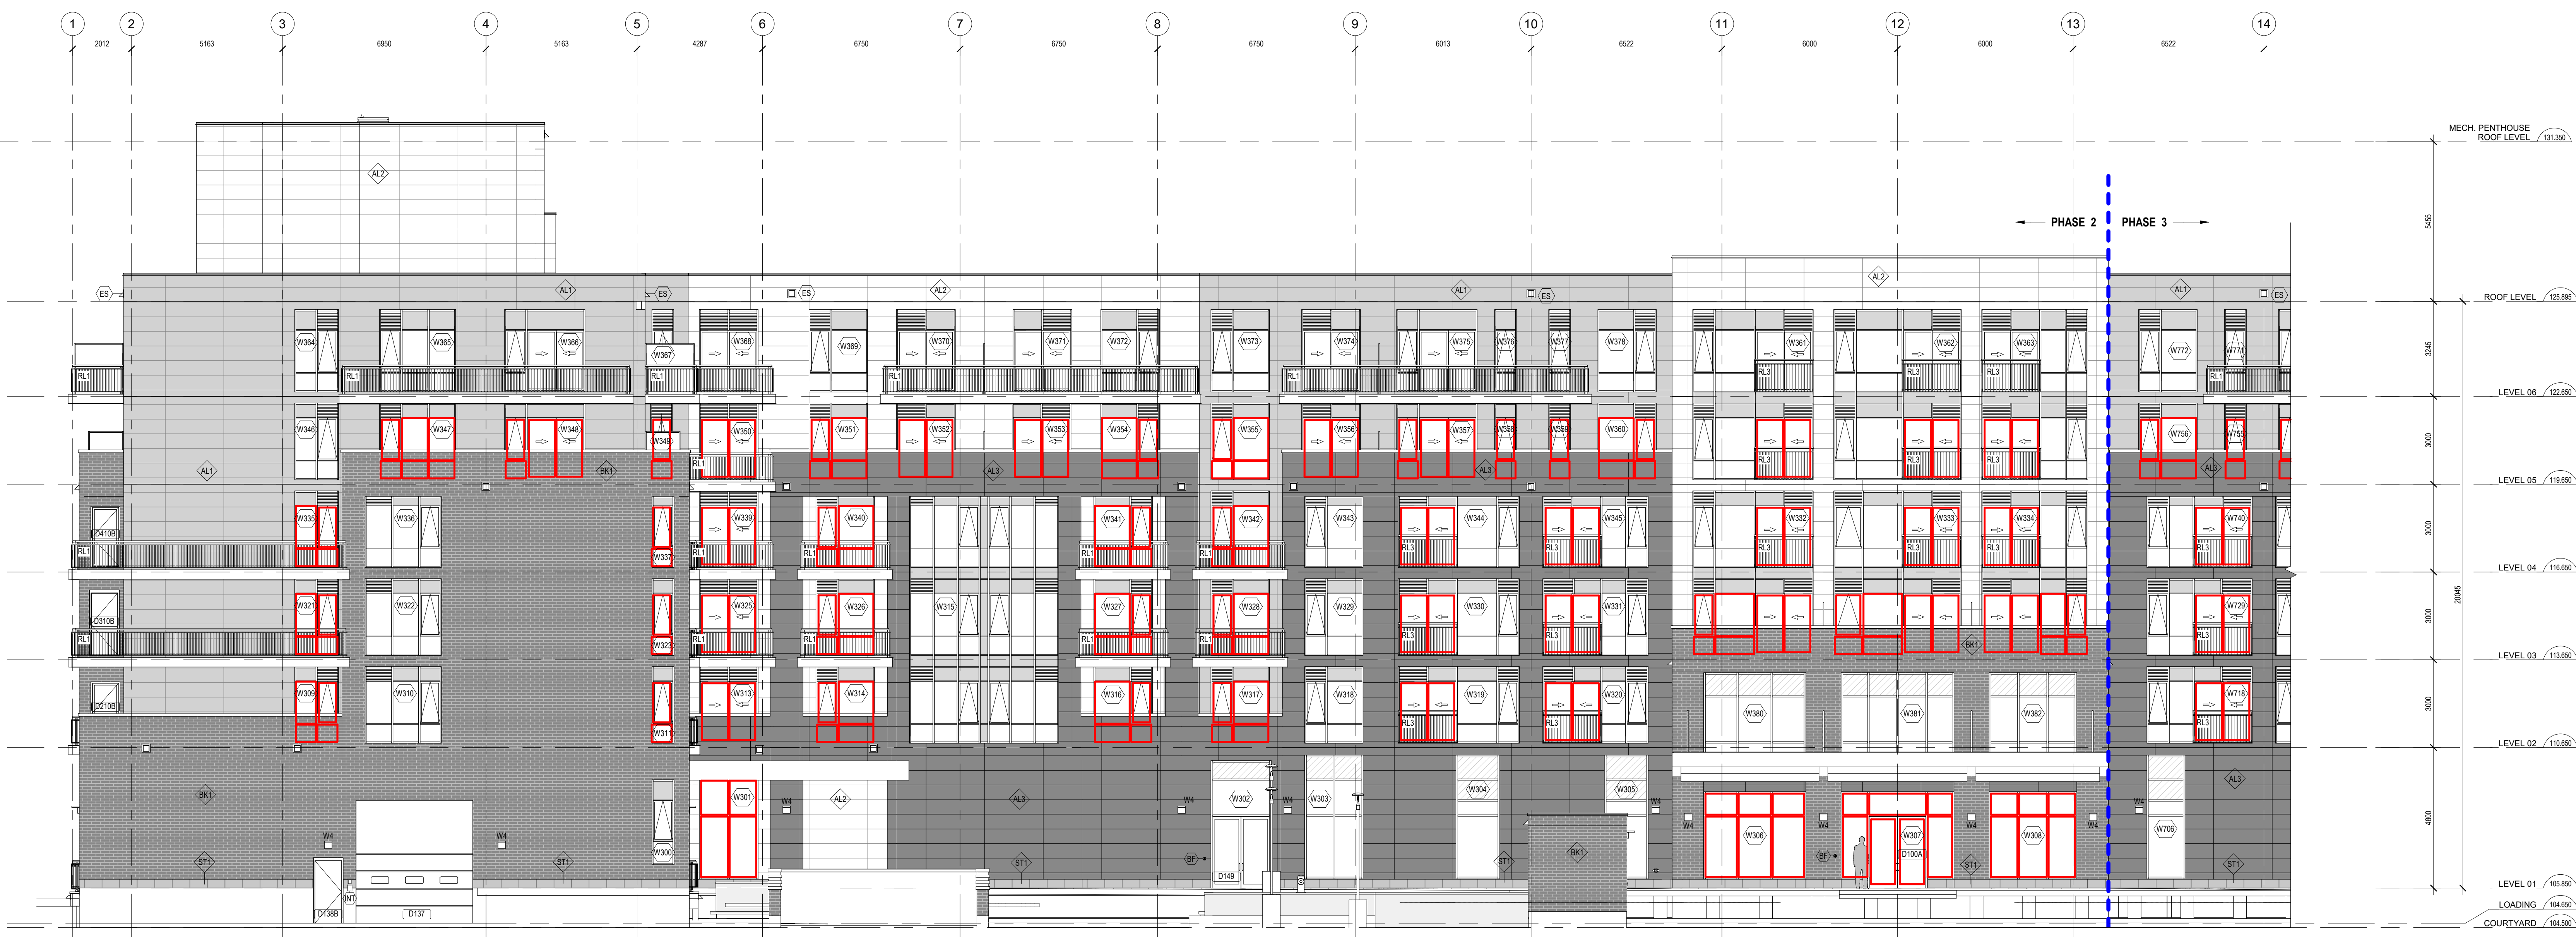 1 2 3 4 5 6 7 8 9 10 11 12 13 14
2012 5163 6950 5163 4287 6750 6750 6750 6013 6522 6000 6000 6522
MECH. PENTHOUSE
ROOF LEVEL 131.350
AL2
5455
PHASE 2 PHASE 3
AL2
ES AL1 ES ES AL2 AL1 ES AL1 ES
ROOF LEVEL 125.895
W364 W365 W366 W367 W368 W369 W370 W371 W372 W373 W374 W375 W376 W377 W378 W361 W362 W363 W772 W771
3245
RL1 RL1 RL1 RL1 RL1 RL3 RL3 RL3 RL1
LEVEL 06 122.650
W346 W347 W348 W349 W350 W351 W352 W353 W354 W355 W356 W357 W358 W359 W360 W756 W755
3000
AL1 BK1 RL1 AL3 AL3 RL3 RL3 RL3 AL3
LEVEL 05 119.650
W335 W336 W337 W339 W340 W341 W342 W343 W344 W345 W332 W333 W334 W740
D410B
3000
RL1 RL1 RL1 RL1 RL1 RL3 RL3 RL3 RL3 RL3 RL3
LEVEL 04 116.650
20045
W321 W322 W323 W325 W326 W315 W327 W328 W329 W330 W331 W729
D310B
3000
RL1 RL1 RL1 RL1 RL1 RL3 RL3 BK1 RL3
LEVEL 03 113.650
W309 W310 W311 W313 W314 W316 W317 W318 W319 W320 W380 W381 W382 W718
D210B
3000
RL3 RL3 RL3
LEVEL 02 110.650
BK1 W301 AL2 AL3 W302 W303 W304 W305 AL3
W4 W4 W4 W4 W4 W4 W4 W4 W4 W4
4800
W300 W306 W307 W308 W706
ST1 ST1 ST1 BF ST1 BK1 BF D100A ST1 ST1
D149
LEVEL 01 105.850
INT
D138B D137
LOADING 104.650
COURTYARD 104.500